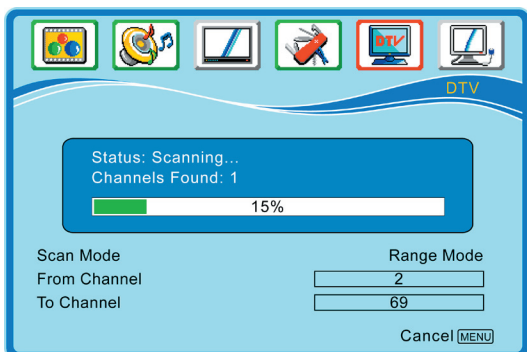 DTV
DTV
Status: Scanning...
Channels Found: 1
15%
Scan Mode Range Mode
From Channel 2
To Channel 69
Cancel MENU